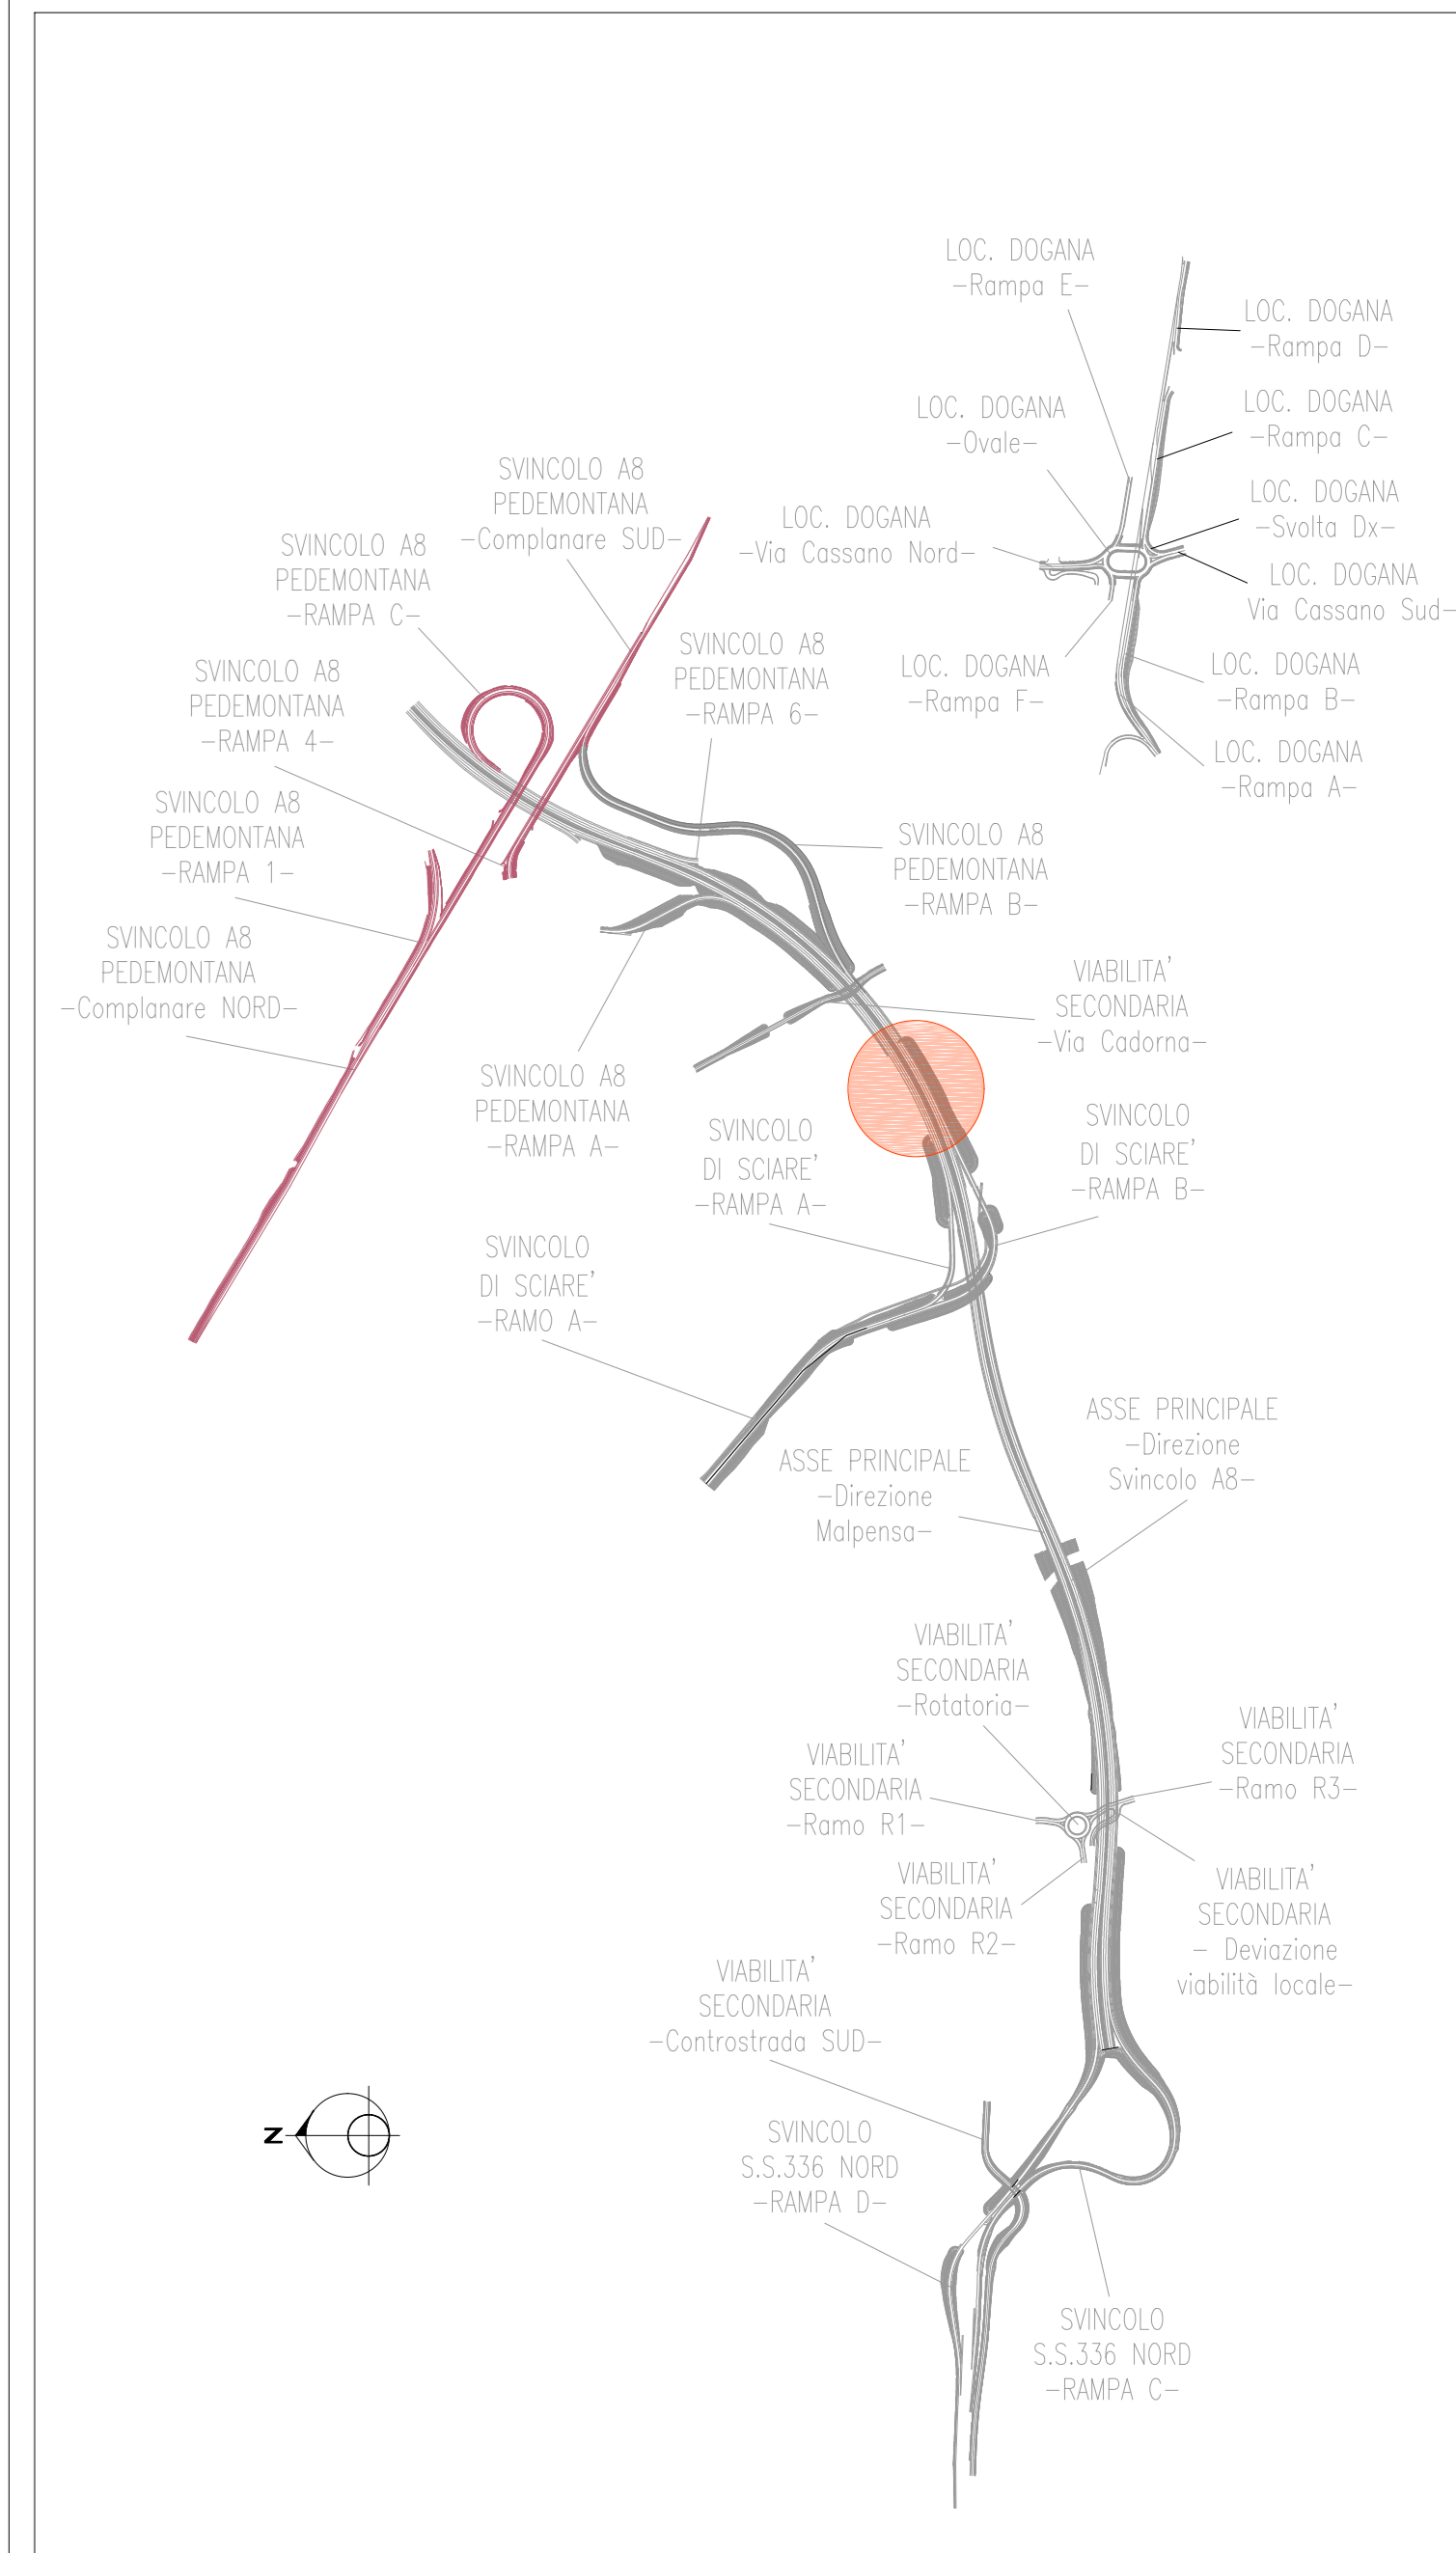 LOC. DOGANA
-Rampa E-
LOC. DOGANA
-Rampa D-
LOC. DOGANA
-Ovale-
LOC. DOGANA
-Rampa C-
SVINCOLO A8
PEDEMONTANA
-Complanare SUD-
LOC. DOGANA
-Svolta Dx-
LOC. DOGANA
-Via Cassano Nord-
SVINCOLO A8
PEDEMONTANA
-RAMPA C-
LOC. DOGANA
Via Cassano Sud-
SVINCOLO A8
PEDEMONTANA
-RAMPA 6-
LOC. DOGANA
-Rampa F-
LOC. DOGANA
-Rampa B-
SVINCOLO A8
PEDEMONTANA
-RAMPA 4-
LOC. DOGANA
-Rampa A-
SVINCOLO A8
PEDEMONTANA
-RAMPA 1-
SVINCOLO A8
PEDEMONTANA
-RAMPA B-
SVINCOLO A8
PEDEMONTANA
-Complanare NORD-
VIABILITA'
SECONDARIA
-Via Cadorna-
SVINCOLO A8
PEDEMONTANA
-RAMPA A-
SVINCOLO
DI SCIARE'
-RAMPA A-
SVINCOLO
DI SCIARE'
-RAMPA B-
SVINCOLO
DI SCIARE'
-RAMO A-
ASSE PRINCIPALE
-Direzione
Svincolo A8-
ASSE PRINCIPALE
-Direzione
Malpensa-
VIABILITA'
SECONDARIA
-Rotatoria-
VIABILITA'
SECONDARIA
-Ramo R3-
VIABILITA'
SECONDARIA
-Ramo R1-
VIABILITA'
SECONDARIA
-Ramo R2-
VIABILITA'
SECONDARIA
- Deviazione
viabilità locale-
VIABILITA'
SECONDARIA
-Controstrada SUD-
N
SVINCOLO
S.S.336 NORD
-RAMPA D-
SVINCOLO
S.S.336 NORD
-RAMPA C-